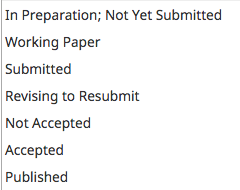 In Preparation; Not Yet Submitted
Working Paper
Submitted
Revising to Resubmit
Not Accepted
Accepted
Published